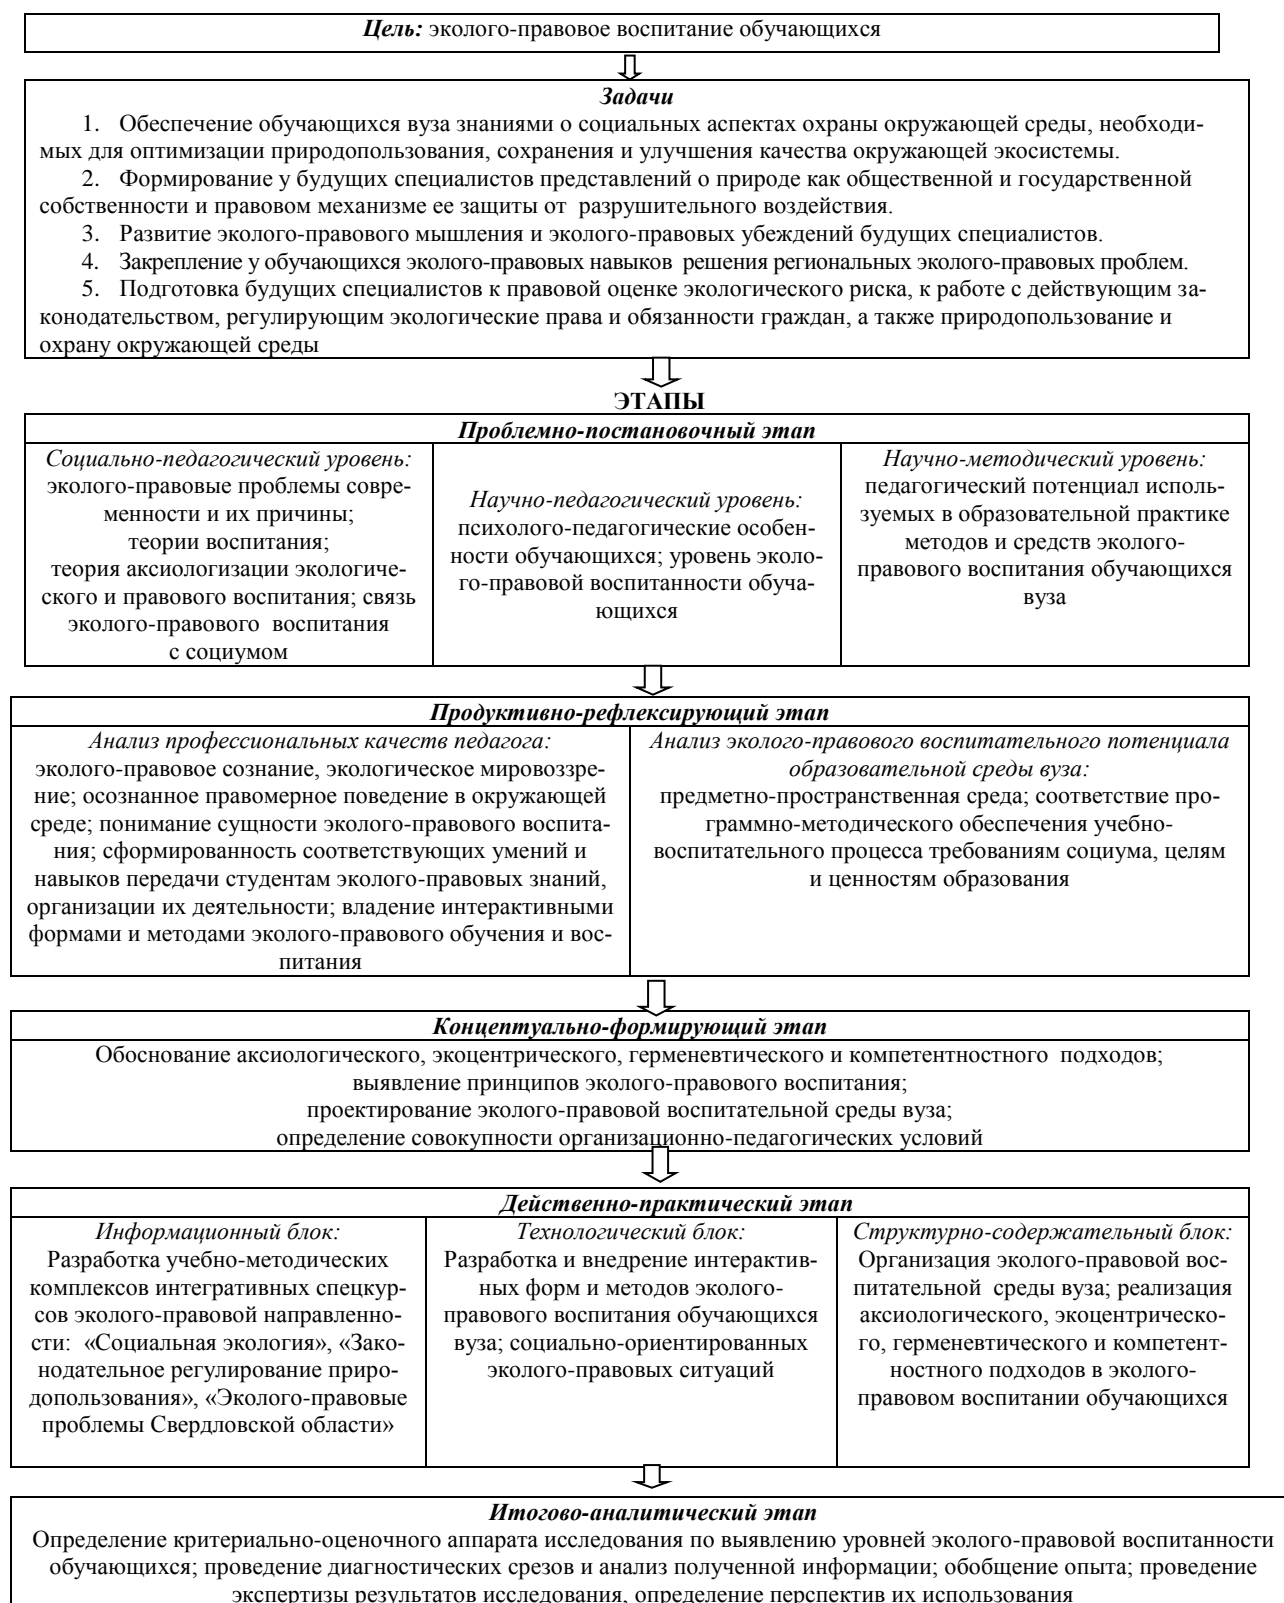 Цель: эколого-правовое воспитание обучающихся
Задачи
1. Обеспечение обучающихся вуза знаниями о социальных аспектах охраны окружающей среды, необходи-
мых для оптимизации природопользования, сохранения и улучшения качества окружающей экосистемы.
2. Формирование у будущих специалистов представлений о природе как общественной и государственной
собственности и правовом механизме ее защиты от разрушительного воздействия.
3. Развитие эколого-правового мышления и эколого-правовых убеждений будущих специалистов.
4. Закрепление у обучающихся эколого-правовых навыков решения региональных эколого-правовых проблем.
5. Подготовка будущих специалистов к правовой оценке экологического риска, к работе с действующим за-
конодательством, регулирующим экологические права и обязанности граждан, а также природопользование и
охрану окружающей среды
ЭТАПЫ
Проблемно-постановочный этап
Социально-педагогический уровень:
эколого-правовые проблемы совре-
менности и их причины;
теории воспитания;
теория аксиологизации экологиче-
ского и правового воспитания; связь
эколого-правового воспитания
с социумом
Научно-педагогический уровень:
психолого-педагогические особен-
ности обучающихся; уровень эколо-
го-правовой воспитанности обуча-
ющихся
Научно-методический уровень:
педагогический потенциал исполь-
зуемых в образовательной практике
методов и средств эколого-
правового воспитания обучающихся
вуза
Продуктивно-рефлексирующий этап
Анализ профессиональных качеств педагога:
эколого-правовое сознание, экологическое мировоззре-
ние; осознанное правомерное поведение в окружающей
среде; понимание сущности эколого-правового воспита-
ния; сформированность соответствующих умений и
навыков передачи студентам эколого-правовых знаний,
организации их деятельности; владение интерактивными
формами и методами эколого-правового обучения и вос-
питания
Анализ эколого-правового воспитательного потенциала
образовательной среды вуза:
предметно-пространственная среда; соответствие про-
граммно-методического обеспечения учебно-
воспитательного процесса требованиям социума, целям
и ценностям образования
Концептуально-формирующий этап
Обоснование аксиологического, экоцентрического, герменевтического и компетентностного подходов;
выявление принципов эколого-правового воспитания;
проектирование эколого-правовой воспитательной среды вуза;
определение совокупности организационно-педагогических условий
Действенно-практический этап
Информационный блок:
Разработка учебно-методических
комплексов интегративных спецкур-
сов эколого-правовой направленно-
сти: «Социальная экология», «Зако-
нодательное регулирование приро-
допользования», «Эколого-правовые
проблемы Свердловской области»
Технологический блок:
Разработка и внедрение интерактив-
ных форм и методов эколого-
правового воспитания обучающихся
вуза; социально-ориентированных
эколого-правовых ситуаций
Структурно-содержательный блок:
Организация эколого-правовой вос-
питательной среды вуза; реализация
аксиологического, экоцентрическо-
го, герменевтического и компетент-
ностного подходов в эколого-
правовом воспитании обучающихся
Итогово-аналитический этап
Определение критериально-оценочного аппарата исследования по выявлению уровней эколого-правовой воспитанности
обучающихся; проведение диагностических срезов и анализ полученной информации; обобщение опыта; проведение
экспертизы результатов исследования, определение перспектив их использования